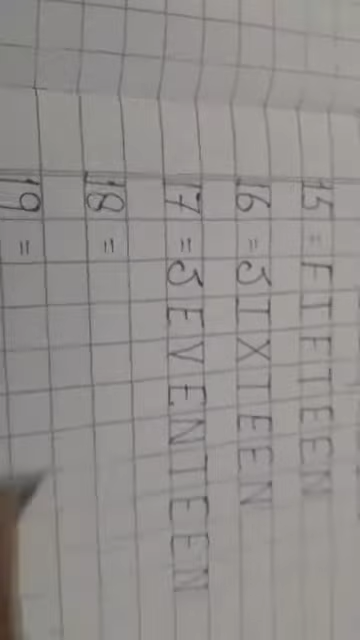 15 = FIFTEEN
16 = SIXTEEN
17 = SEVENTEEN
18 =
19 =